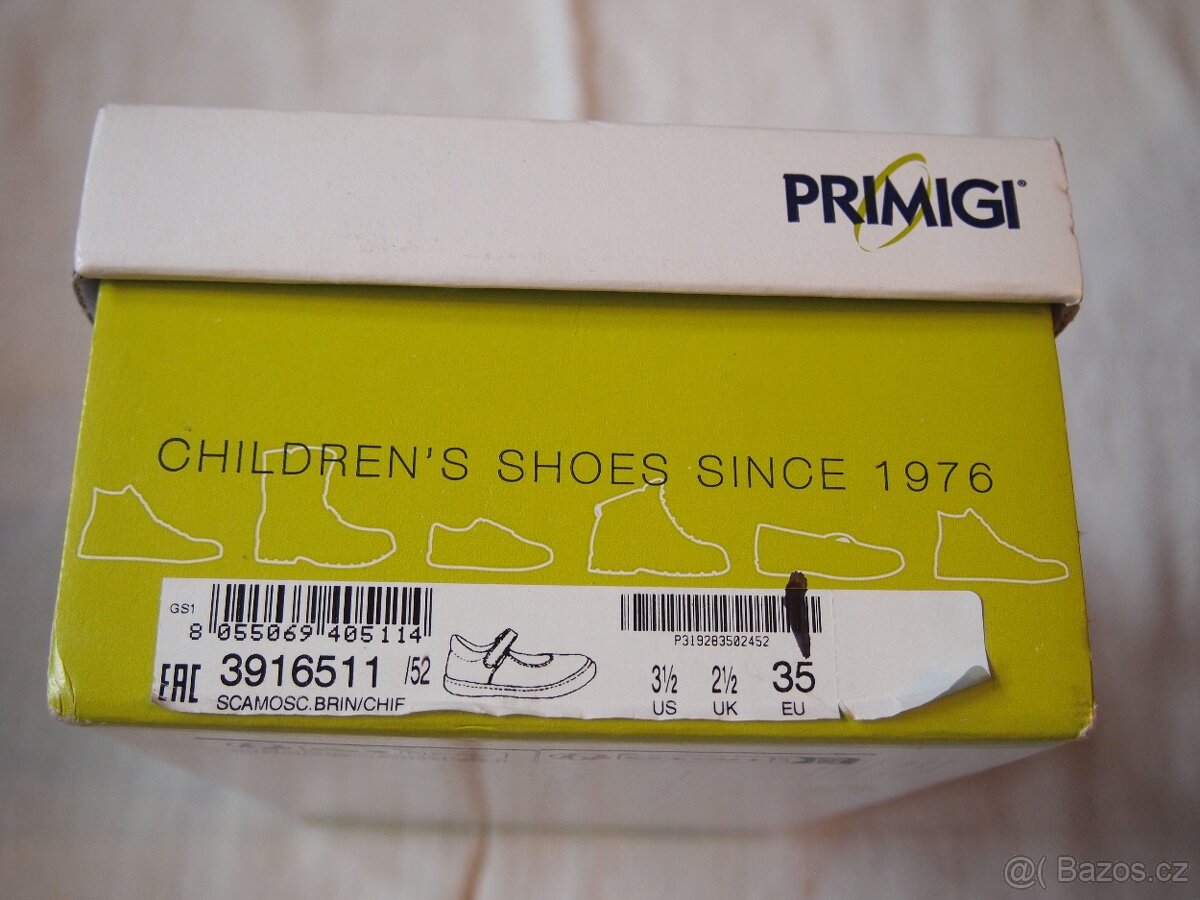 PRIMIGI®
CHILDREN'S SHOES SINCE 1976
GS1
8 055069 405114
P319283502452
EAC 3916511 /52
3½ 2½ 35
SCAMOSC.BRIN/CHIF
US UK EU
@( Bazos.cz